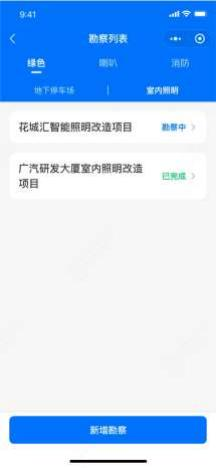 9:41
勘察列表
绿色 喇叭 消防
地下停车场 室内照明
花城汇智能照明改造项目 勘察中
广汽研发大厦室内照明改造
项目 已完成
新增勘察